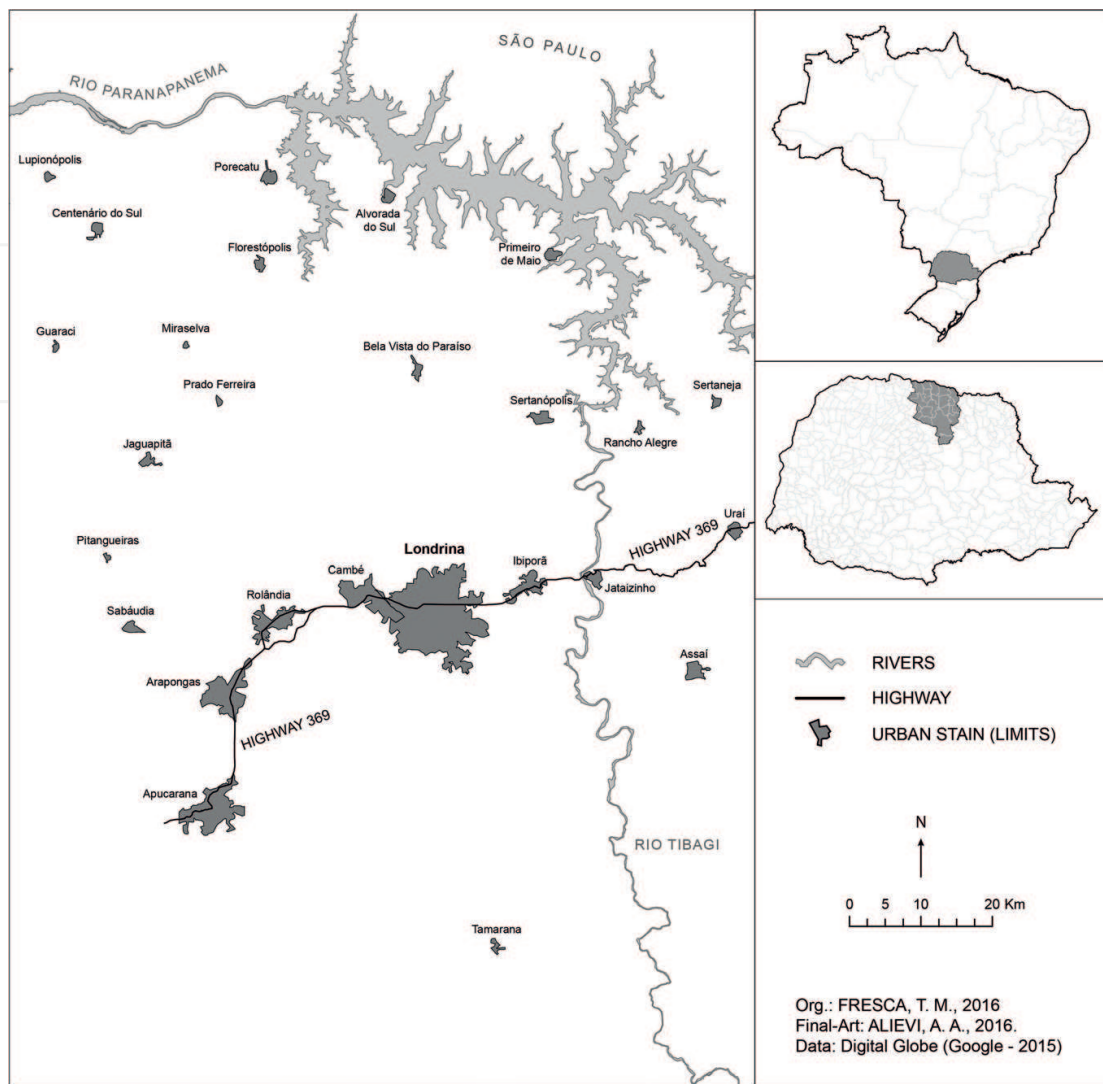 SÃO PAULO
RIO PARANAPANEMA
Lupionópolis
Porecatu
Centenário do Sul
Alvorada
do Sul
Florestópolis
Primeiro
de Maio
Guaraci
Miraselva
Bela Vista do Paraíso
Prado Ferreira
Sertanópolis
Sertaneja
Rancho Alegre
Jaguapitã
Uraí
HIGHWAY 369
Pitangueiras
Londrina
Ibiporã
Cambé
Jataizinho
Rolândia
Sabáudia
Assaí
Arapongas
HIGHWAY 369
Apucarana
RIO TIBAGI
Tamarana
RIVERS
HIGHWAY
URBAN STAIN (LIMITS)
N
0 5 10 20 Km
Org.: FRESCA, T. M., 2016
Final-Art: ALIEVI, A. A., 2016.
Data: Digital Globe (Google - 2015)